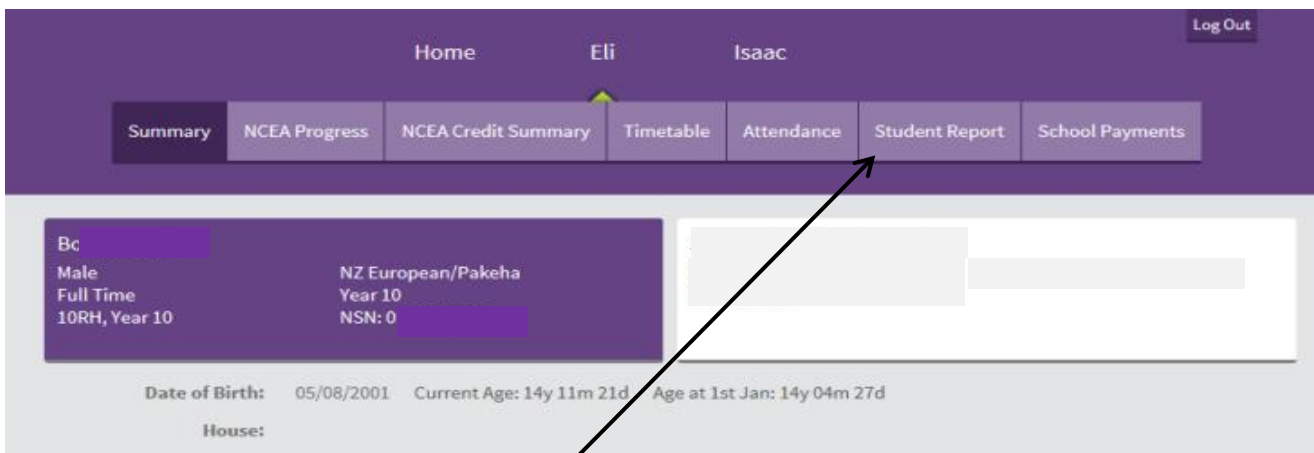 Log Out
Home Eli Isaac
Summary NCEA Progress NCEA Credit Summary Timetable Attendance Student Report School Payments
Bo
Male NZ European/Pakeha
Full Time Year 10
10RH, Year 10 NSN: 0
Date of Birth: 05/08/2001 Current Age: 14y 11m 21d Age at 1st Jan: 14y 04m 27d
House: